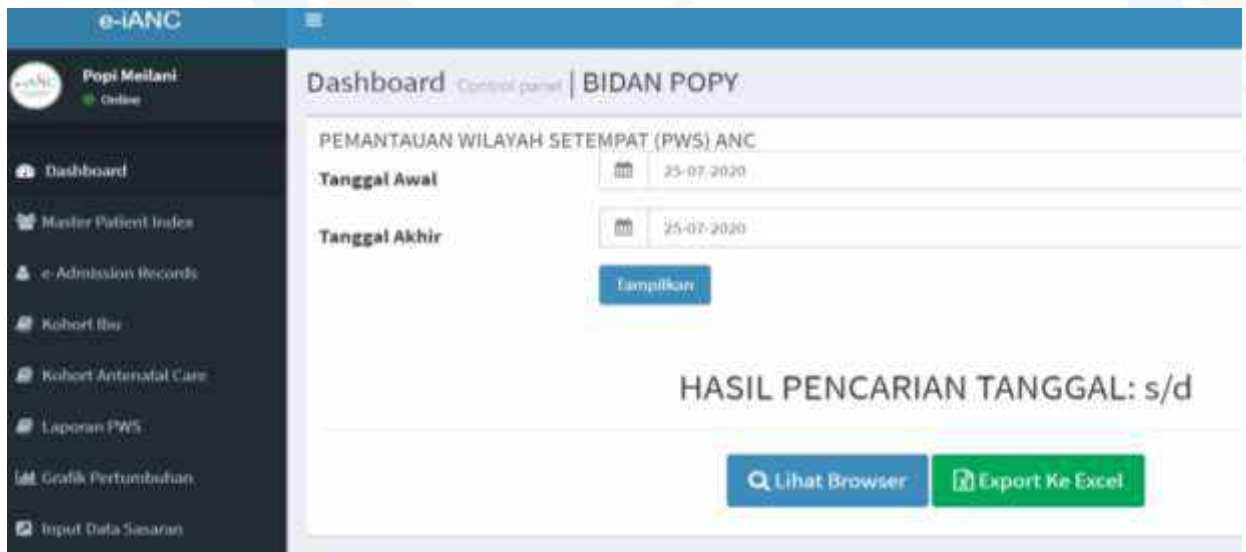 e-iANC
Popi Meilani
Online
Dashboard
Master Patient Index
e-Admission Records
Kohort Ibu
Kohort Antenatal Care
Laporan PWS
Grafik Pertumbuhan
Input Data Sasaran
Dashboard Control panel | BIDAN POPY
PEMANTAUAN WILAYAH SETEMPAT (PWS) ANC
Tanggal Awal
25-07-2020
Tanggal Akhir
25-07-2020
Tampilkan
HASIL PENCARIAN TANGGAL: s/d
Lihat Browser
Export Ke Excel